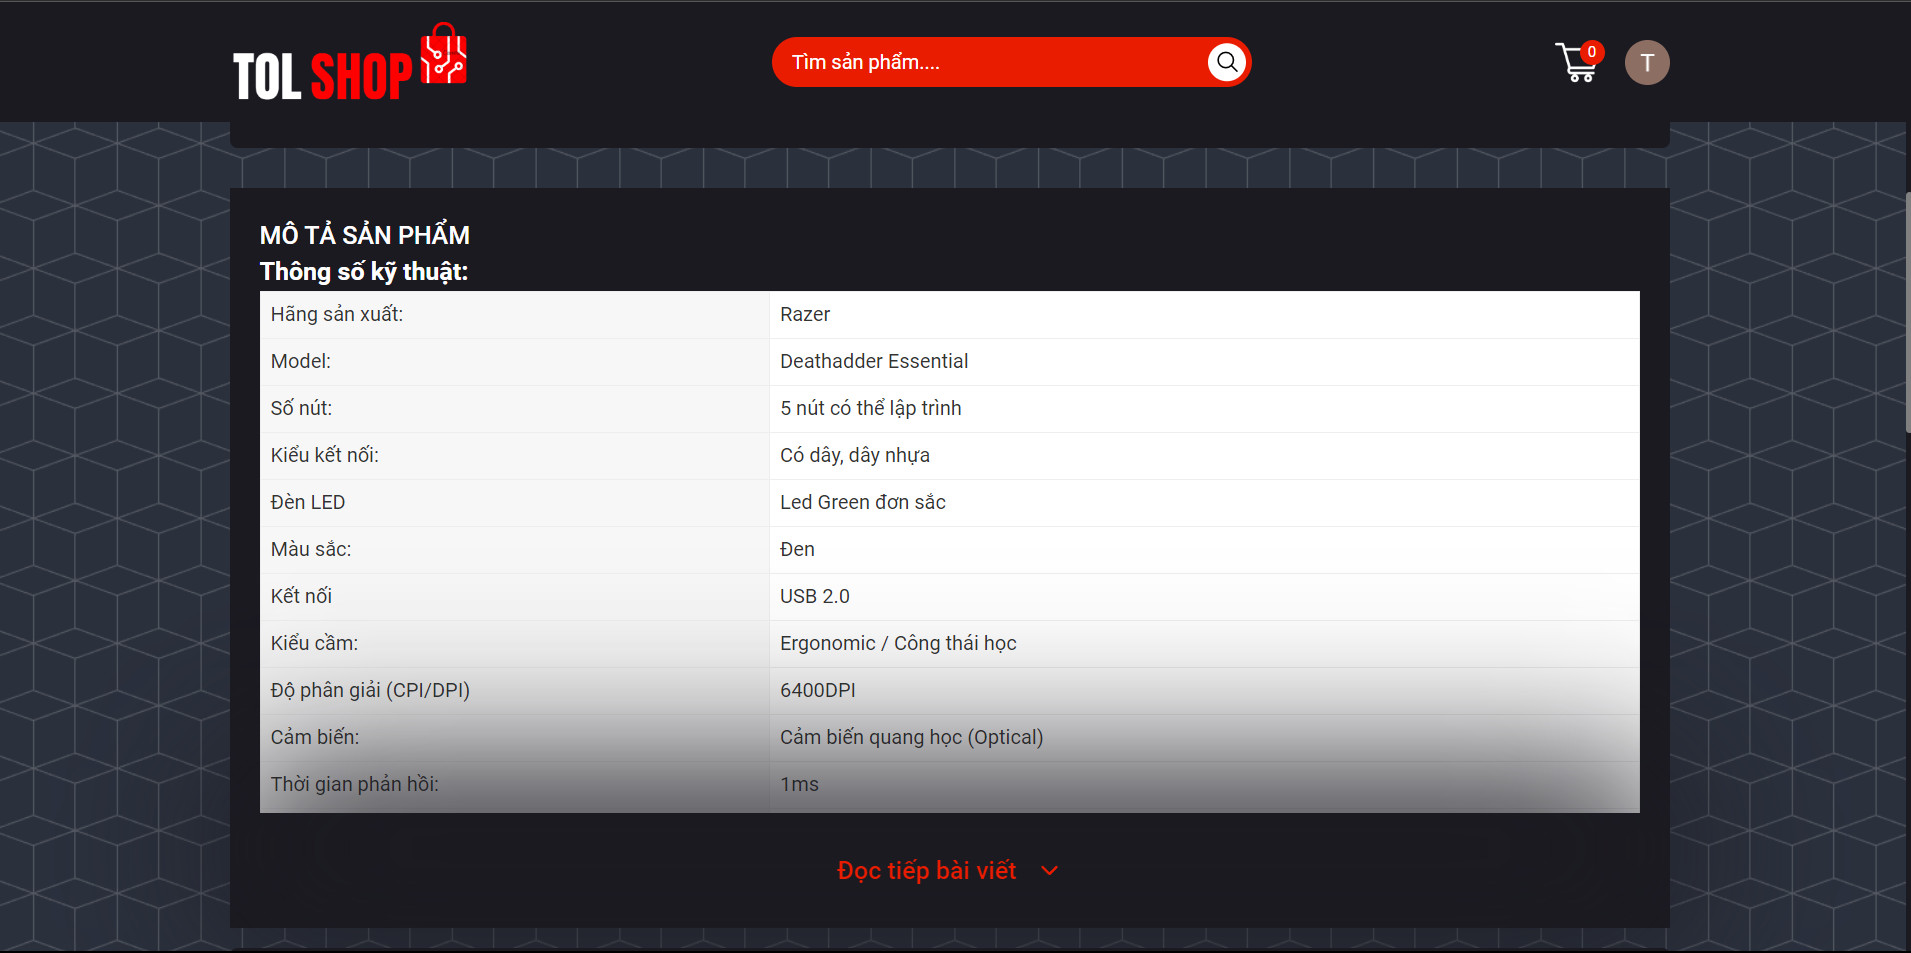 TOL SHOP
Tìm sản phẩm....
0
T
MÔ TẢ SẢN PHẨM
Thông số kỹ thuật:
Hãng sản xuất: Razer
Model: Deathadder Essential
Số nút: 5 nút có thể lập trình
Kiểu kết nối: Có dây, dây nhựa
Đèn LED Led Green đơn sắc
Màu sắc: Đen
Kết nối USB 2.0
Kiểu cầm: Ergonomic / Công thái học
Độ phân giải (CPI/DPI) 6400DPI
Cảm biến: Cảm biến quang học (Optical)
Thời gian phản hồi: 1ms
Đọc tiếp bài viết